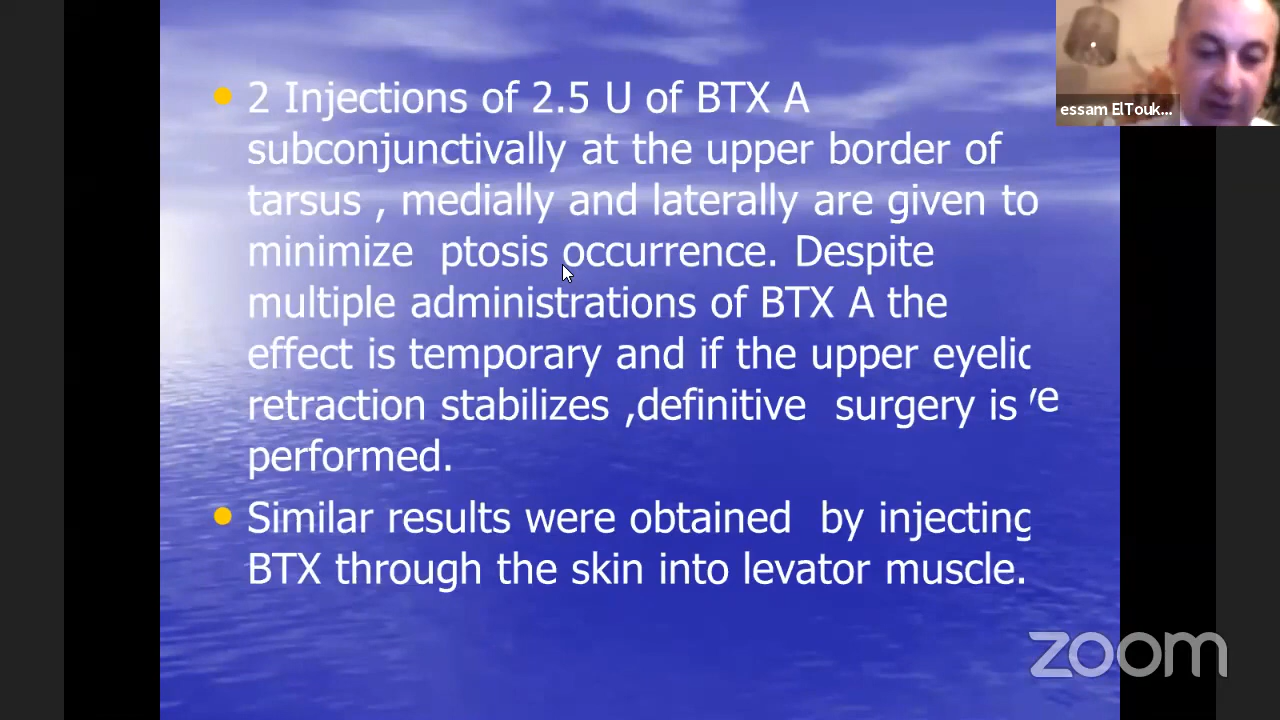 2 Injections of 2.5 U of BTX A
subconjunctivally at the upper border of
tarsus , medially and laterally are given to
minimize ptosis occurrence. Despite
multiple administrations of BTX A the
effect is temporary and if the upper eyelid
retraction stabilizes ,definitive surgery is
performed.
Similar results were obtained by injecting
BTX through the skin into levator muscle.
essam ElTouk...
zoom